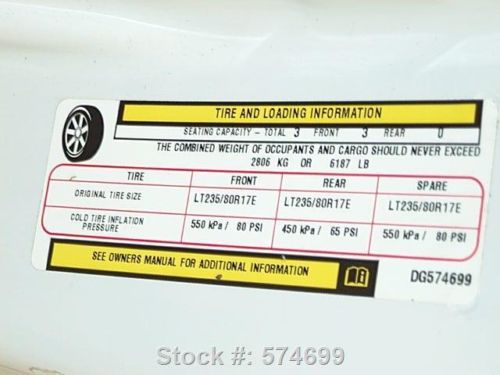 TIRE AND LOADING INFORMATION
SEATING CAPACITY - TOTAL 3 FRONT 3 REAR 0
THE COMBINED WEIGHT OF OCCUPANTS AND CARGO SHOULD NEVER EXCEED
2806 KG OR 6187 LB
TIRE FRONT REAR SPARE
ORIGINAL TIRE SIZE LT235/80R17E LT235/80R17E LT235/80R17E
COLD TIRE INFLATION PRESSURE 550 kPa/ 80 PSI 450 kPa/ 65 PSI 550 kPa/ 80 PSI
SEE OWNERS MANUAL FOR ADDITIONAL INFORMATION
DG574699
Stock #: 574699